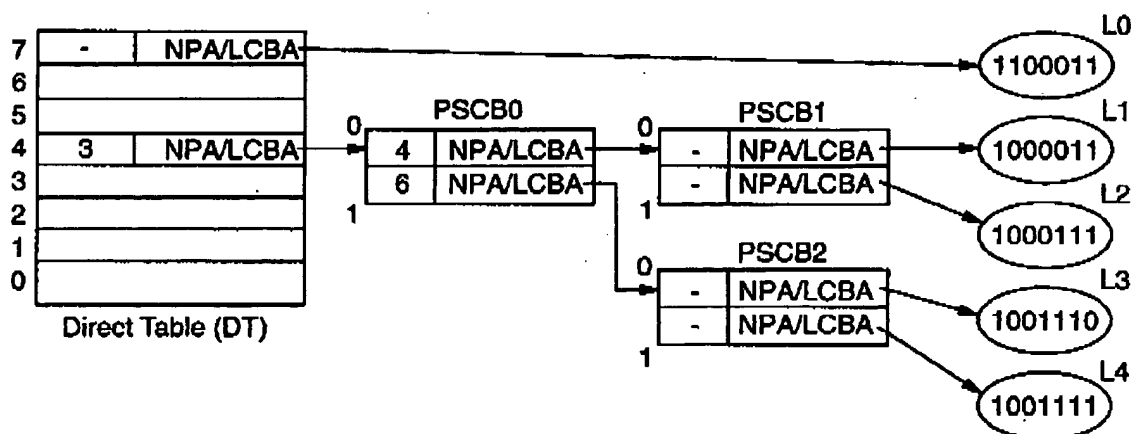 L0
7 - NPA/LCBA 1100011
6
5 PSCB0 PSCB1 L1
4 3 NPA/LCBA 0 4 NPA/LCBA 0 - NPA/LCBA 1000011
3 6 NPA/LCBA - NPA/LCBA
2 1 1 L2
1 PSCB2 1000111
0 0 - NPA/LCBA L3
Direct Table (DT) - NPA/LCBA 1001110
1 L4
1001111